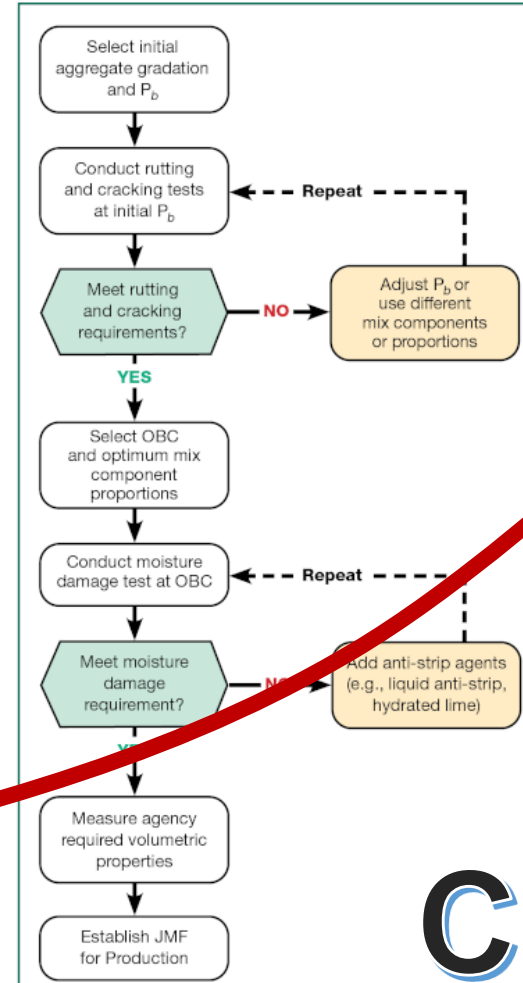 Select initial
aggregate gradation
and Pb
Conduct rutting
and cracking tests
at initial Pb
Repeat
Meet rutting
and cracking
requirements?
NO
Adjust Pb or
use different
mix components
or proportions
YES
Select OBC
and optimum mix
component
proportions
Conduct moisture
damage test at OBC
Repeat
Meet moisture
damage
requirement?
NO
Add anti-strip agents
(e.g., liquid anti-strip,
hydrated lime)
YES
Measure agency
required volumetric
properties
Establish JMF
for Production
C